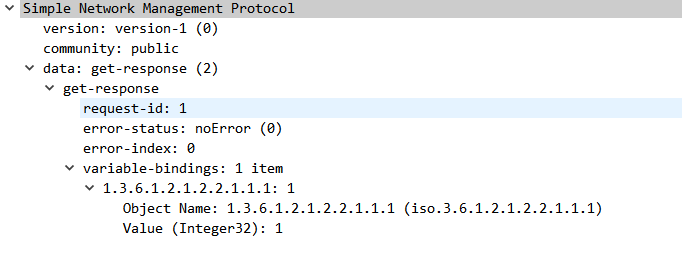 Simple Network Management Protocol
version: version-1 (0)
community: public
data: get-response (2)
get-response
request-id: 1
error-status: noError (0)
error-index: 0
variable-bindings: 1 item
1.3.6.1.2.1.2.2.1.1.1: 1
Object Name: 1.3.6.1.2.1.2.2.1.1.1 (iso.3.6.1.2.1.2.2.1.1.1)
Value (Integer32): 1